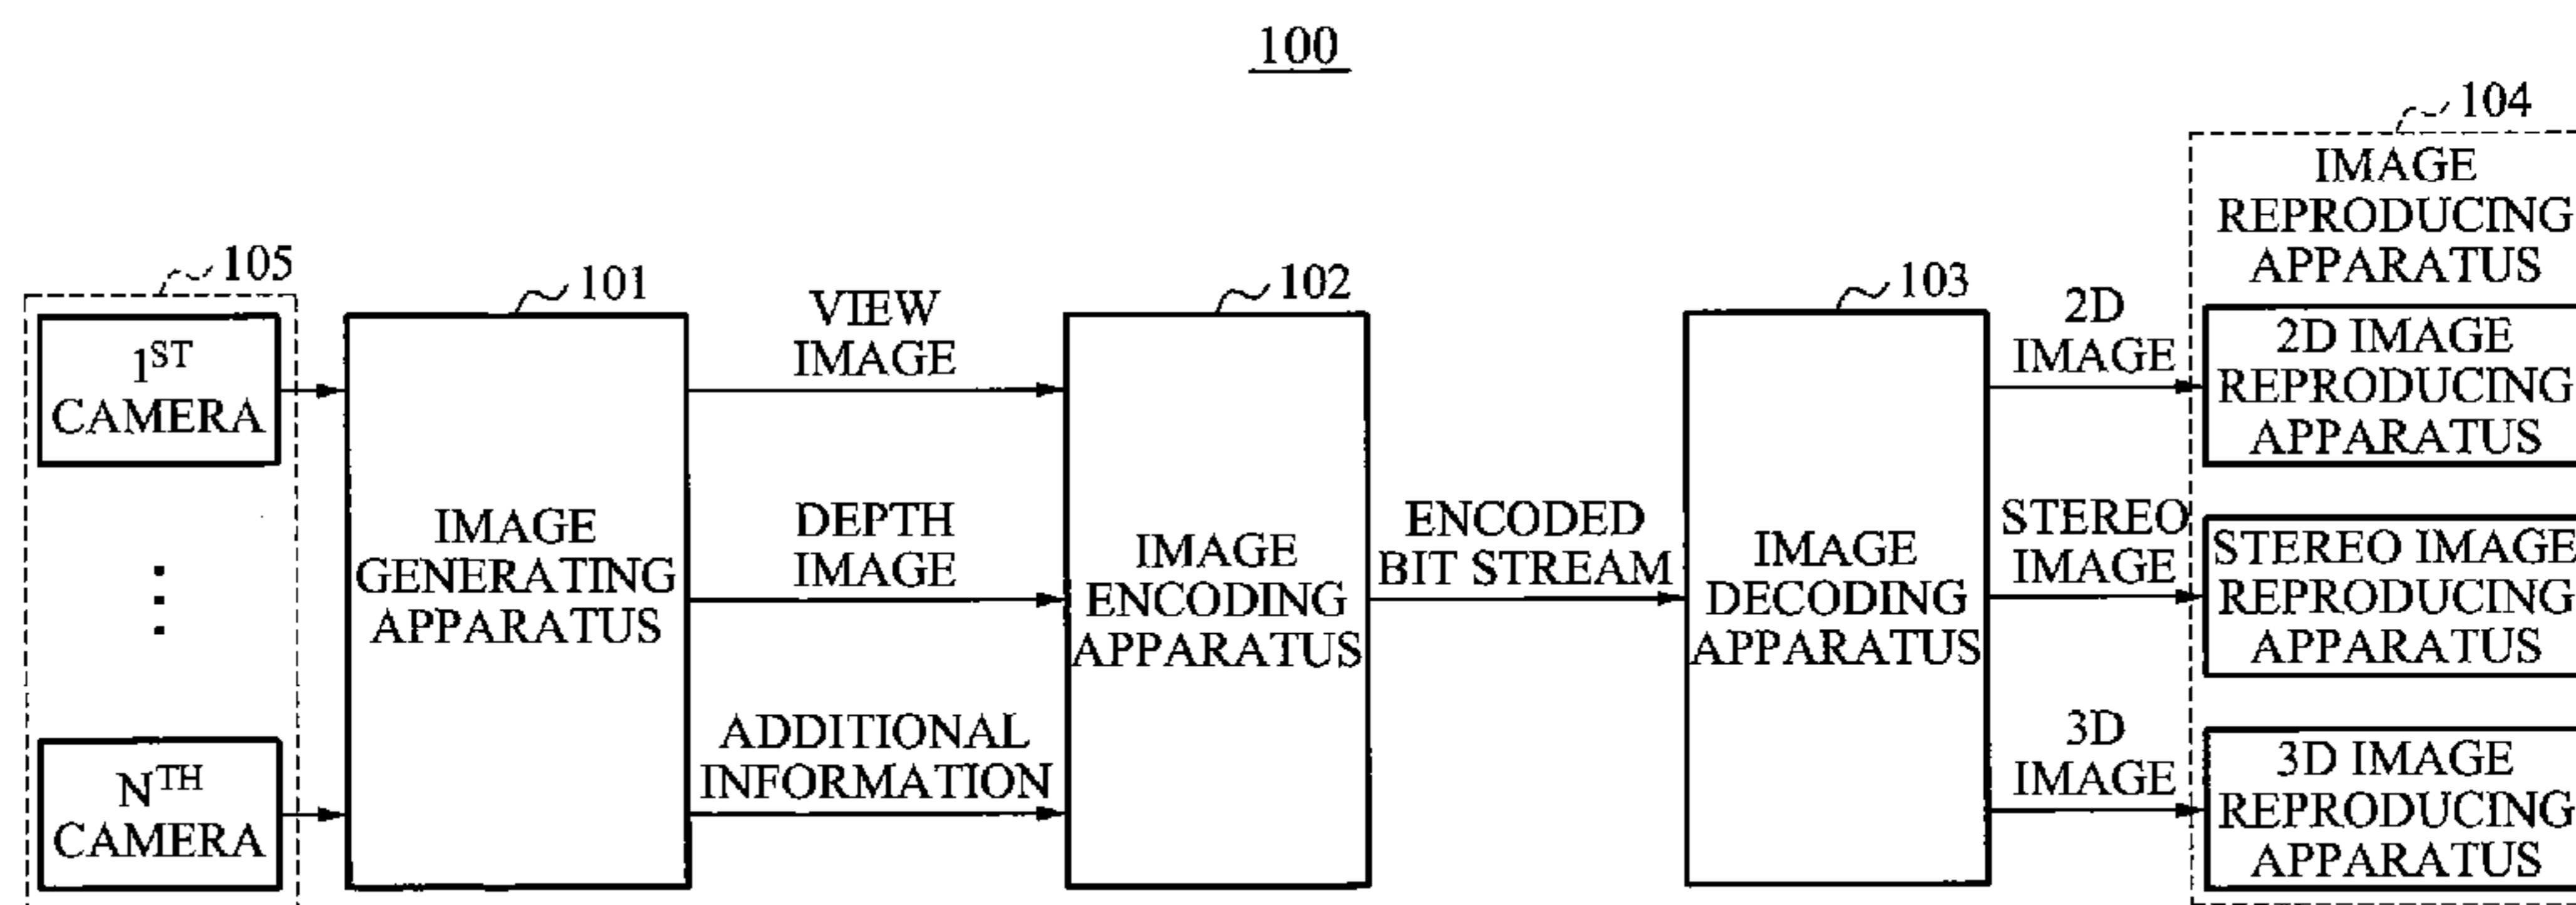 100
105
1ST
CAMERA
NTH
CAMERA
101
IMAGE
GENERATING
APPARATUS
VIEW
IMAGE
DEPTH
IMAGE
ADDITIONAL
INFORMATION
102
IMAGE
ENCODING
APPARATUS
ENCODED
BIT STREAM
103
IMAGE
DECODING
APPARATUS
2D
IMAGE
STEREO
IMAGE
3D
IMAGE
104
IMAGE
REPRODUCING
APPARATUS
2D IMAGE
REPRODUCING
APPARATUS
STEREO IMAGE
REPRODUCING
APPARATUS
3D IMAGE
REPRODUCING
APPARATUS